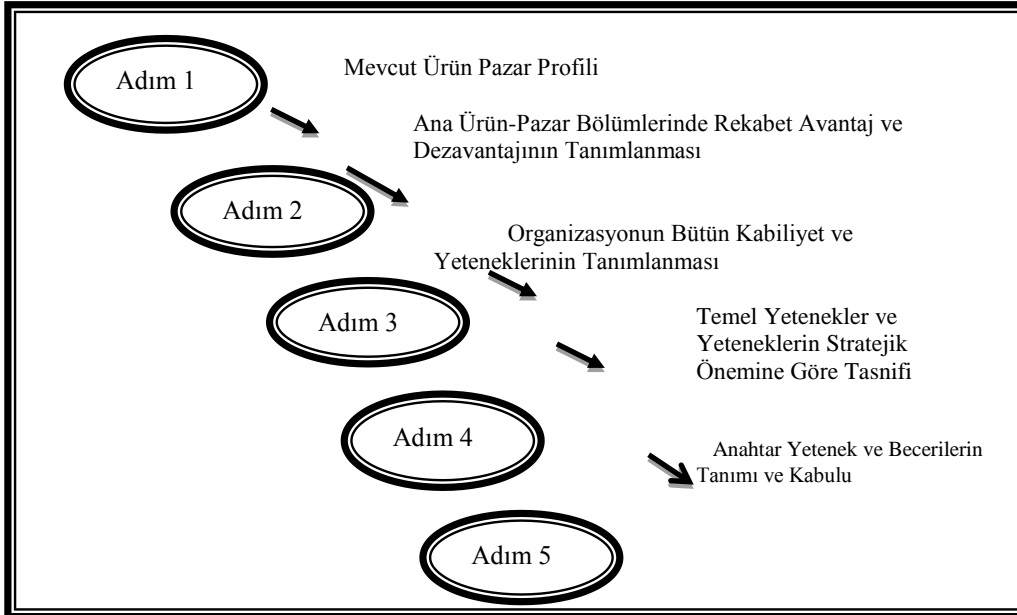 Adım 1
Mevcut Ürün Pazar Profili
Ana Ürün-Pazar Bölümlerinde Rekabet Avantaj ve
Dezavantajının Tanımlanması
Adım 2
Organizasyonun Bütün Kabiliyet ve
Yeteneklerinin Tanımlanması
Adım 3
Temel Yetenekler ve
Yeteneklerin Stratejik
Önemine Göre Tasnifi
Adım 4
Anahtar Yetenek ve Becerilerin
Tanımı ve Kabulu
Adım 5